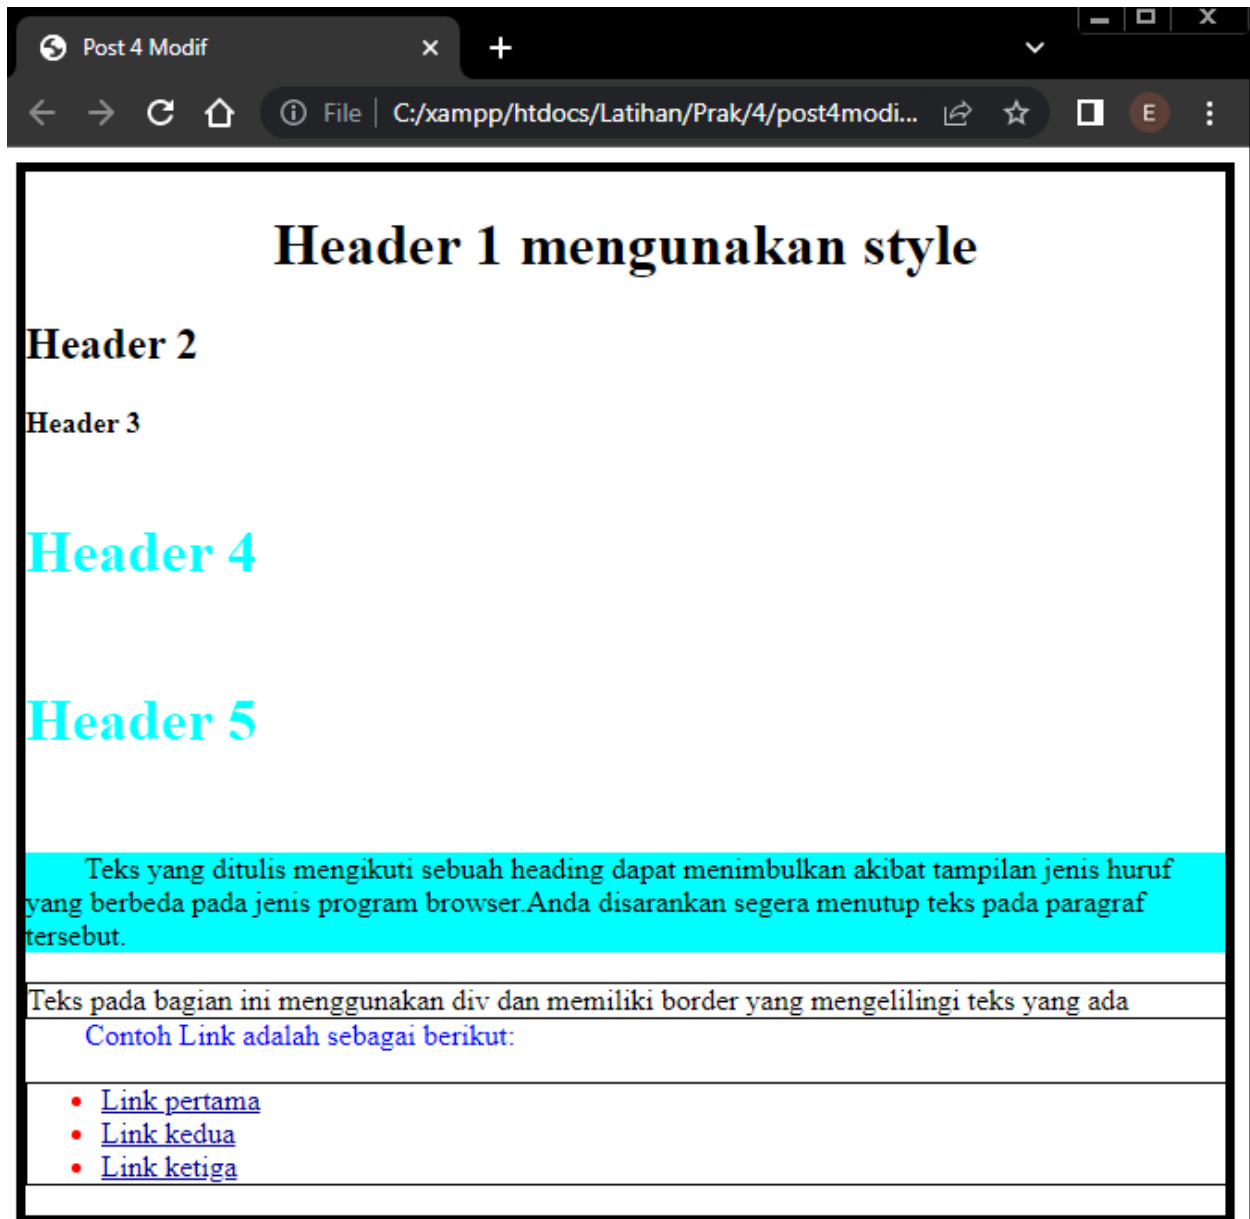 Post 4 Modif
File | C:/xampp/htdocs/Latihan/Prak/4/post4modi... E
Header 1 mengunakan style
Header 2
Header 3
Header 4
Header 5
Teks yang ditulis mengikuti sebuah heading dapat menimbulkan akibat tampilan jenis huruf
yang berbeda pada jenis program browser.Anda disarankan segera menutup teks pada paragraf
tersebut.
Teks pada bagian ini menggunakan div dan memiliki border yang mengelilingi teks yang ada
Contoh Link adalah sebagai berikut:
• Link pertama
• Link kedua
• Link ketiga